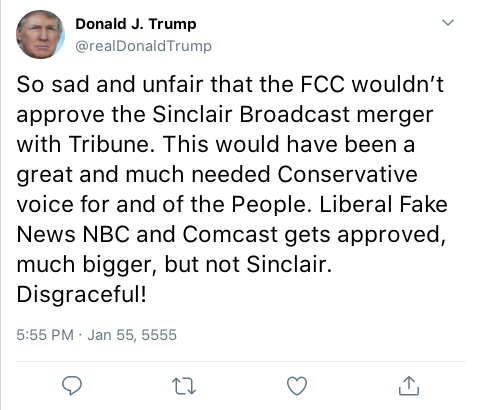 Donald J. Trump
@realDonaldTrump
So sad and unfair that the FCC wouldn’t
approve the Sinclair Broadcast merger
with Tribune. This would have been a
great and much needed Conservative
voice for and of the People. Liberal Fake
News NBC and Comcast gets approved,
much bigger, but not Sinclair.
Disgraceful!
5:55 PM · Jan 55, 5555